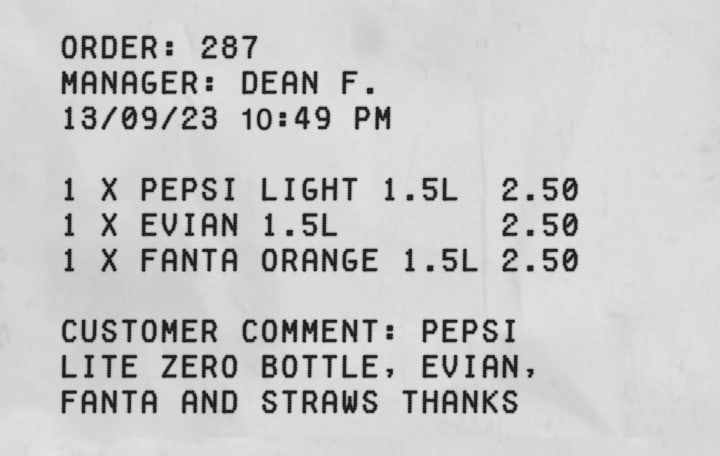 ORDER: 287
MANAGER: DEAN F.
13/09/23 10:49 PM
1 X PEPSI LIGHT 1.5L 2.50
1 X EVIAN 1.5L 2.50
1 X FANTA ORANGE 1.5L 2.50
CUSTOMER COMMENT: PEPSI
LITE ZERO BOTTLE, EVIAN,
FANTA AND STRAWS THANKS